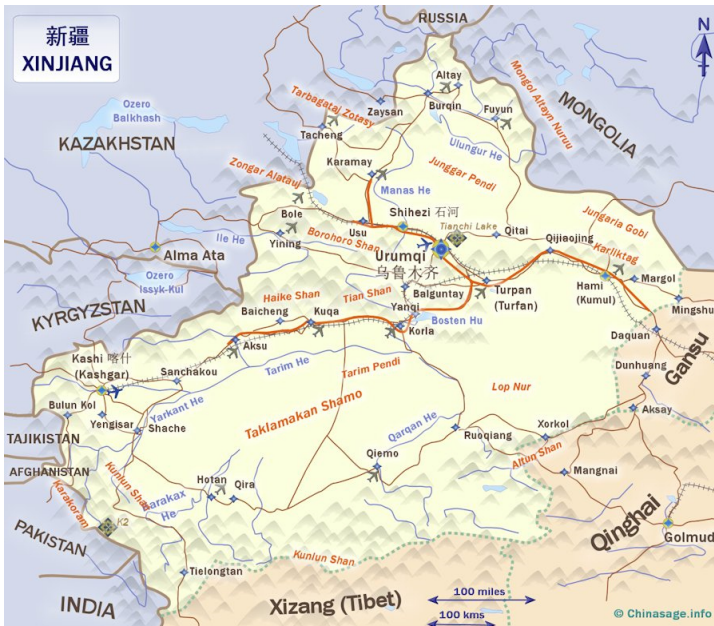 新疆
XINJIANG
RUSSIA
N
Altay
Tarbagatai Zotasy
Zaysan
Burqin
Fuyun
Mongol Altayn Nuruu
MONGOLIA
Ozero
Balkhash
KAZAKHSTAN
Tacheng
Ulungur He
Karamay
Junggar Pendi
Zongar Alatauj
Manas He
Bole
Usu
Shihezi 石河
Tianchi Lake
Qitai
Jungaria Gobl
Ile He
Yining
Borohoro Shan
Qijiaojing
Karliktag
Alma Ata
Urumqi
乌鲁木齐
Margol
Ozero
Issyk-Kul
Hami
(Kumul)
Mingshu
Turpan
(Turfan)
Haike Shan
Tian Shan
Balguntay
KYRGYZSTAN
Baicheng
Kuqa
Yanqi
Bosten Hu
Korla
Daquan
Aksu
Gansu
Kashi 喀什
(Kashgar)
Sanchakou
Tarim He
Tarim Pendi
Dunhuang
Lop Nur
Bulun Kol
Yarkant He
Taklamakan Shamo
Aksay
Yengisar
Shache
Qarqan He
Xorkol
TAJIKISTAN
Ruoqiang
Altun Shan
AFGHANISTAN
Kunlun Shan
Qiemo
Mangnai
Hotan
Qira
Karakoram
Karakax
He
K2
Qinghai
PAKISTAN
Golmud
Kunlun Shan
Tielongtan
INDIA
Xizang (Tibet)
100 miles
100 kms
© Chinasage.info